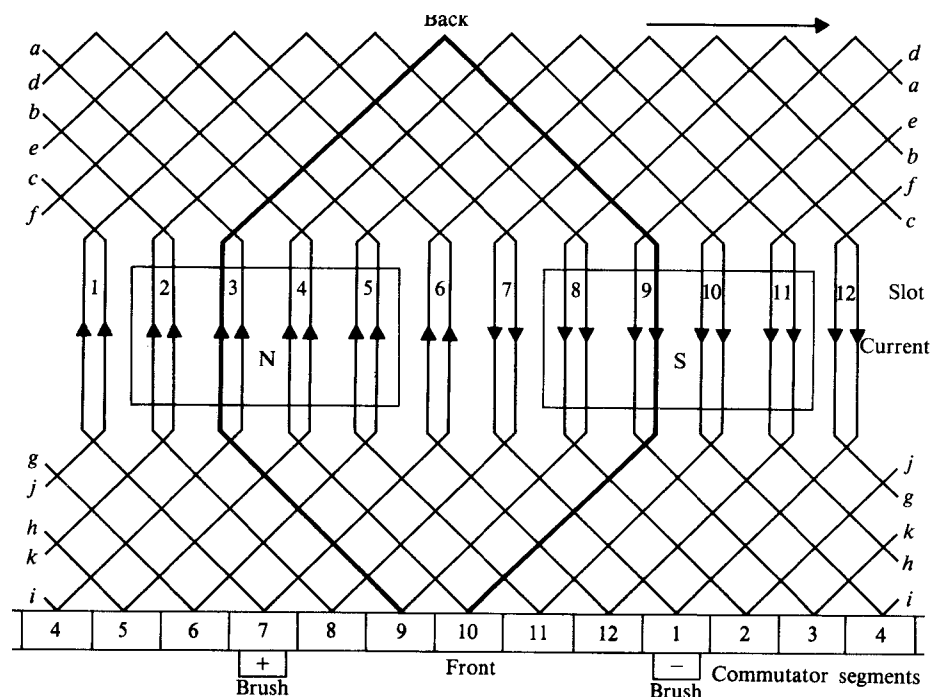 Back
a
d
b
e
c
f
d
a
e
b
f
c
1 2 3 4 5 6 7 8 9 10 11 12 Slot
Current
N S
g
j
h
k
i
j
g
k
h
i
4 5 6 7 8 9 10 11 12 1 2 3 4
+ Front − Commutator segments
Brush Brush